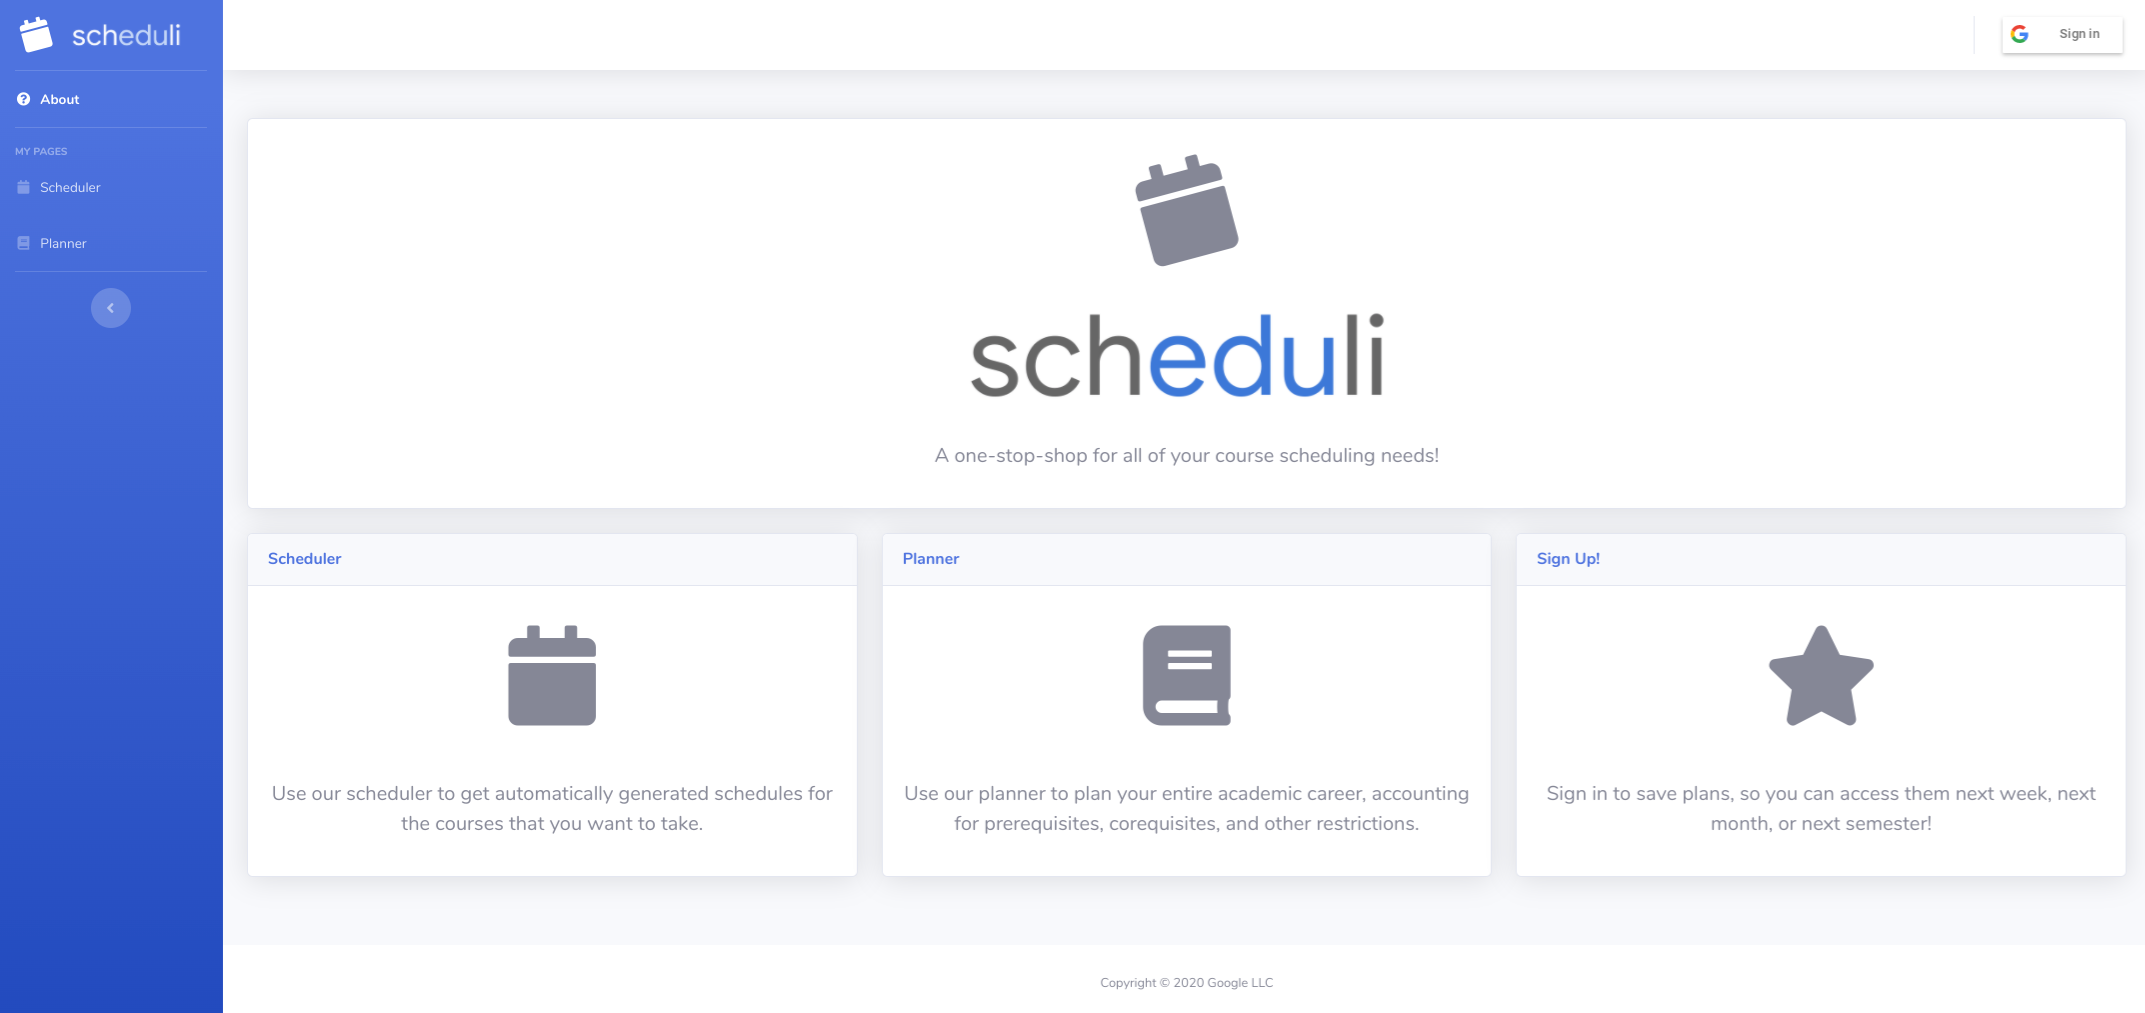 scheduli
Sign in
About
MY PAGES
Scheduler
Planner
scheduli
A one-stop-shop for all of your course scheduling needs!
Scheduler
Use our scheduler to get automatically generated schedules for
the courses that you want to take.
Planner
Use our planner to plan your entire academic career, accounting
for prerequisites, corequisites, and other restrictions.
Sign Up!
Sign in to save plans, so you can access them next week, next
month, or next semester!
Copyright © 2020 Google LLC